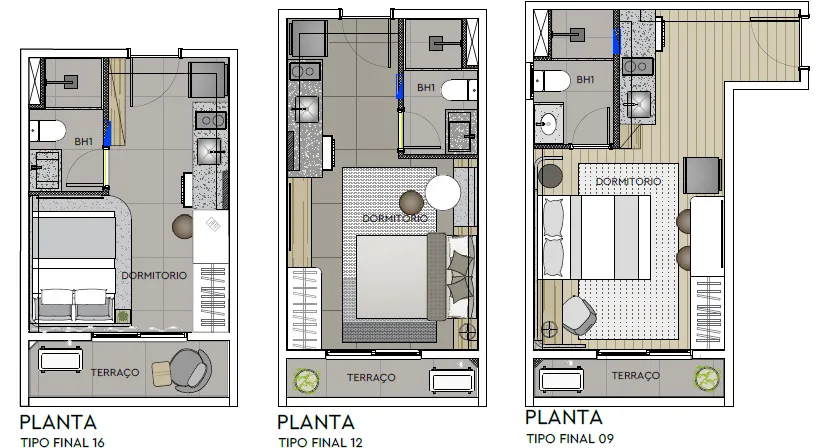 BH1
DORMITORIO
TERRAÇO
PLANTA
TIPO FINAL 16
BH1
DORMITORIO
TERRAÇO
PLANTA
TIPO FINAL 12
BH1
DORMITORIO
TERRAÇO
PLANTA
TIPO FINAL 09